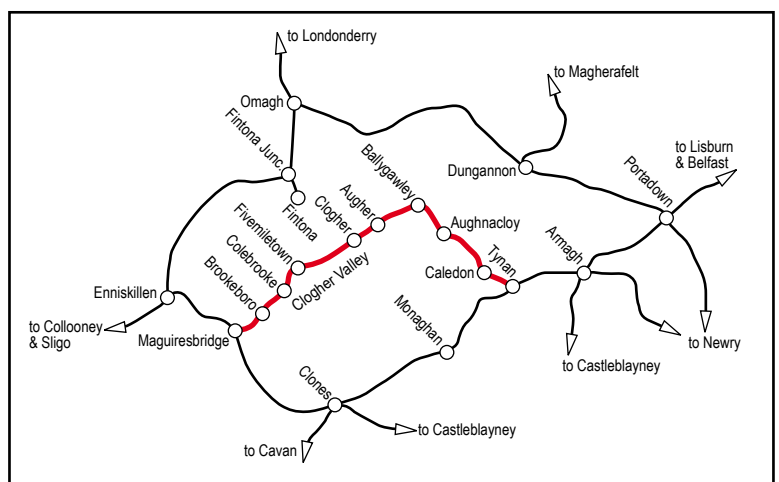 to Londonderry
to Magherafelt
Omagh
Fintona Junc.
Fintona
Ballygawley
Dungannon
to Lisburn
& Belfast
Portadown
Augher
Clogher
Aughnacloy
Fivemiletown
Colebrooke
Brookeboro
Clogher Valley
Caledon
Tynan
Armagh
Enniskillen
to Collooney
& Sligo
Maguiresbridge
Monaghan
to Newry
to Castleblayney
Clones
to Castleblayney
to Cavan